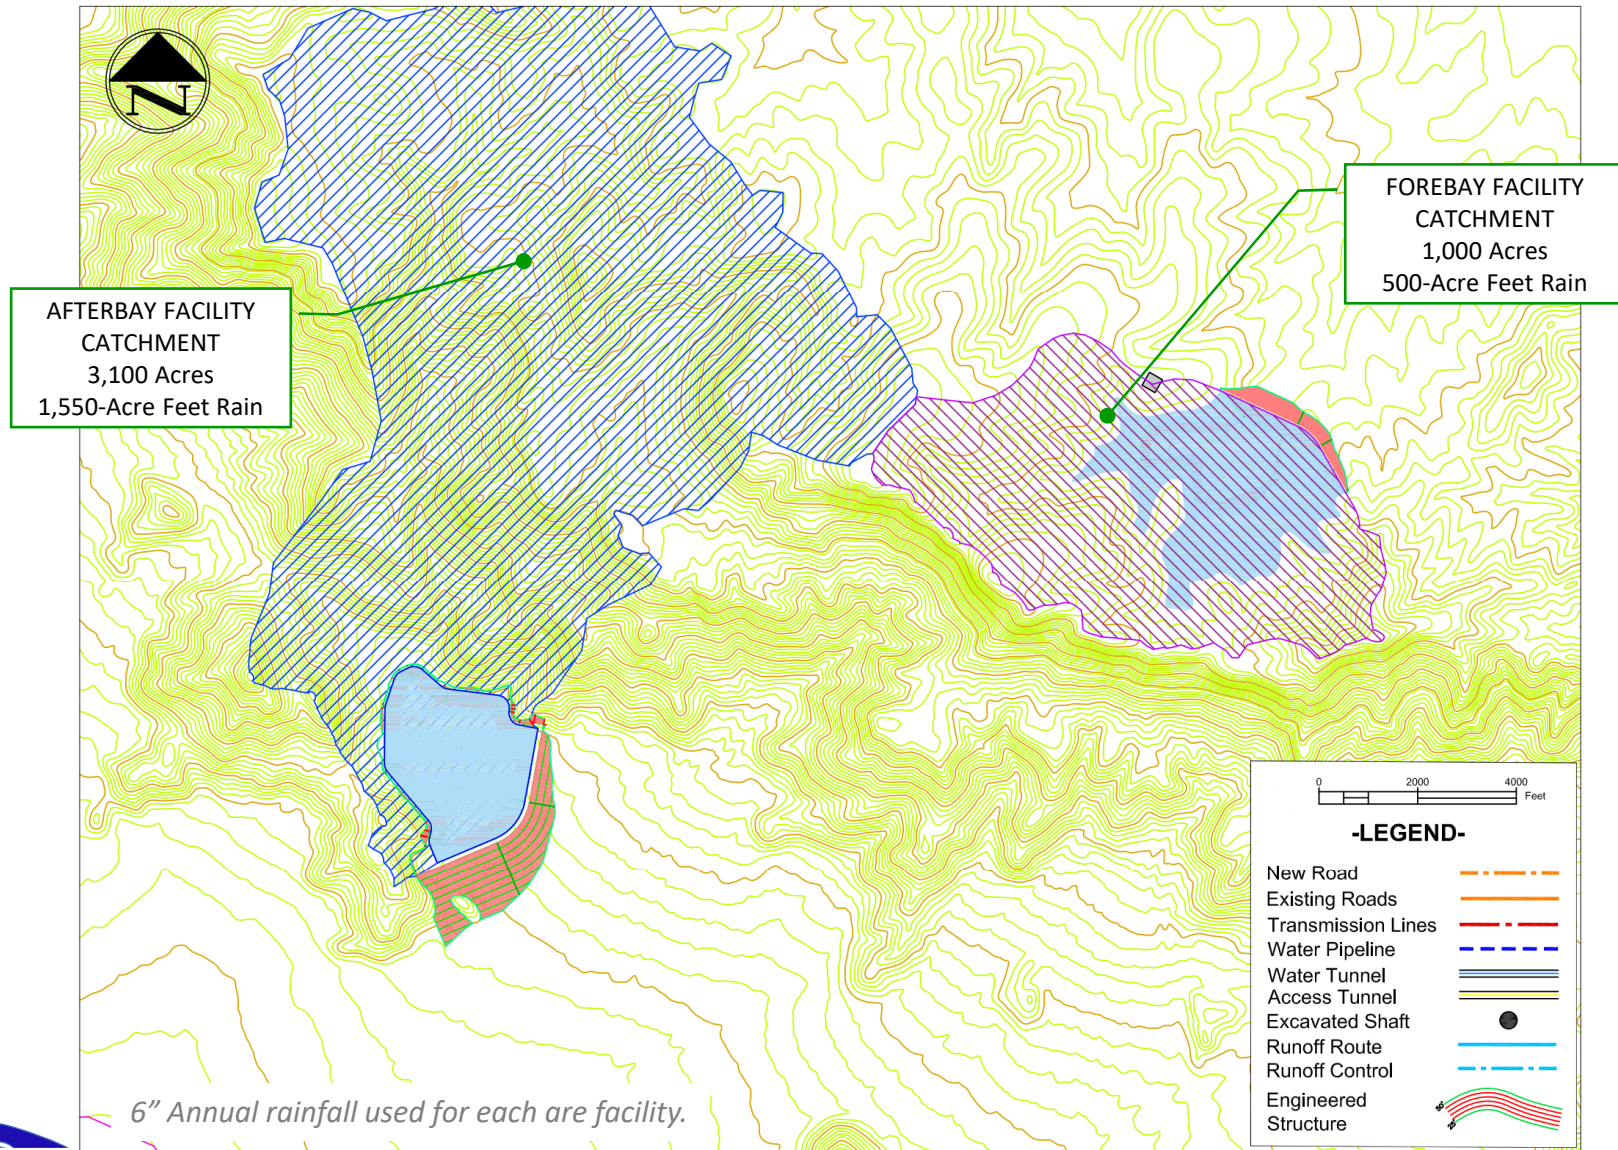 N
FOREBAY FACILITY
CATCHMENT
1,000 Acres
500-Acre Feet Rain
AFTERBAY FACILITY
CATCHMENT
3,100 Acres
1,550-Acre Feet Rain
0 2000 4000
Feet
-LEGEND-
New Road
Existing Roads
Transmission Lines
Water Pipeline
Water Tunnel
Access Tunnel
Excavated Shaft
Runoff Route
Runoff Control
Engineered
Structure
50'
25'
6” Annual rainfall used for each are facility.